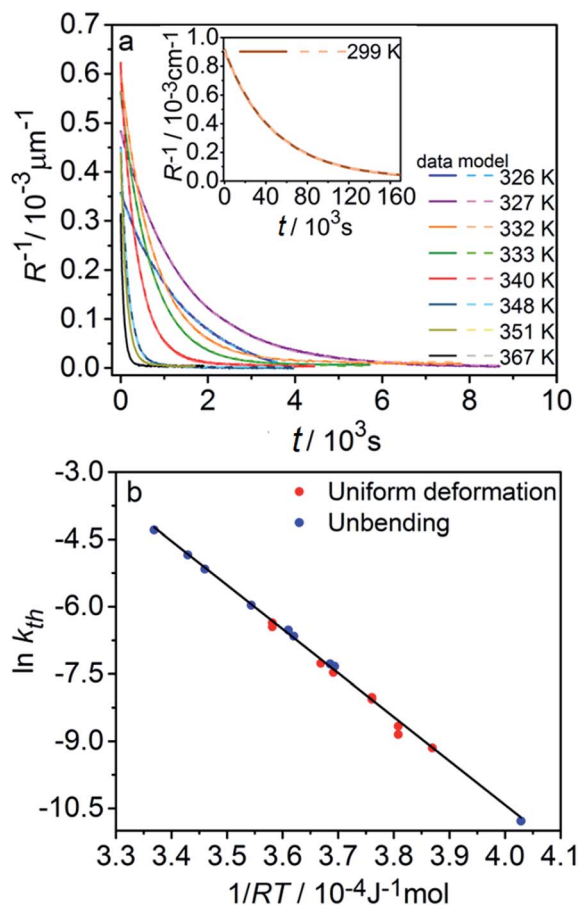 a
R⁻¹ / 10⁻³μm⁻¹
0.7
0.6
0.5
0.4
0.3
0.2
0.1
0.0
0 2 4 6 8 10
t / 10³s
R⁻¹ / 10⁻³cm⁻¹
1.0
0.8
0.6
0.4
0.2
0.0
299 K
0 40 80 120 160
t / 10³s
data model
326 K
327 K
332 K
333 K
340 K
348 K
351 K
367 K
b
ln kth
-3.0
-4.5
-6.0
-7.5
-9.0
-10.5
Uniform deformation
Unbending
3.3 3.4 3.5 3.6 3.7 3.8 3.9 4.0 4.1
1/RT / 10⁻⁴J⁻¹mol